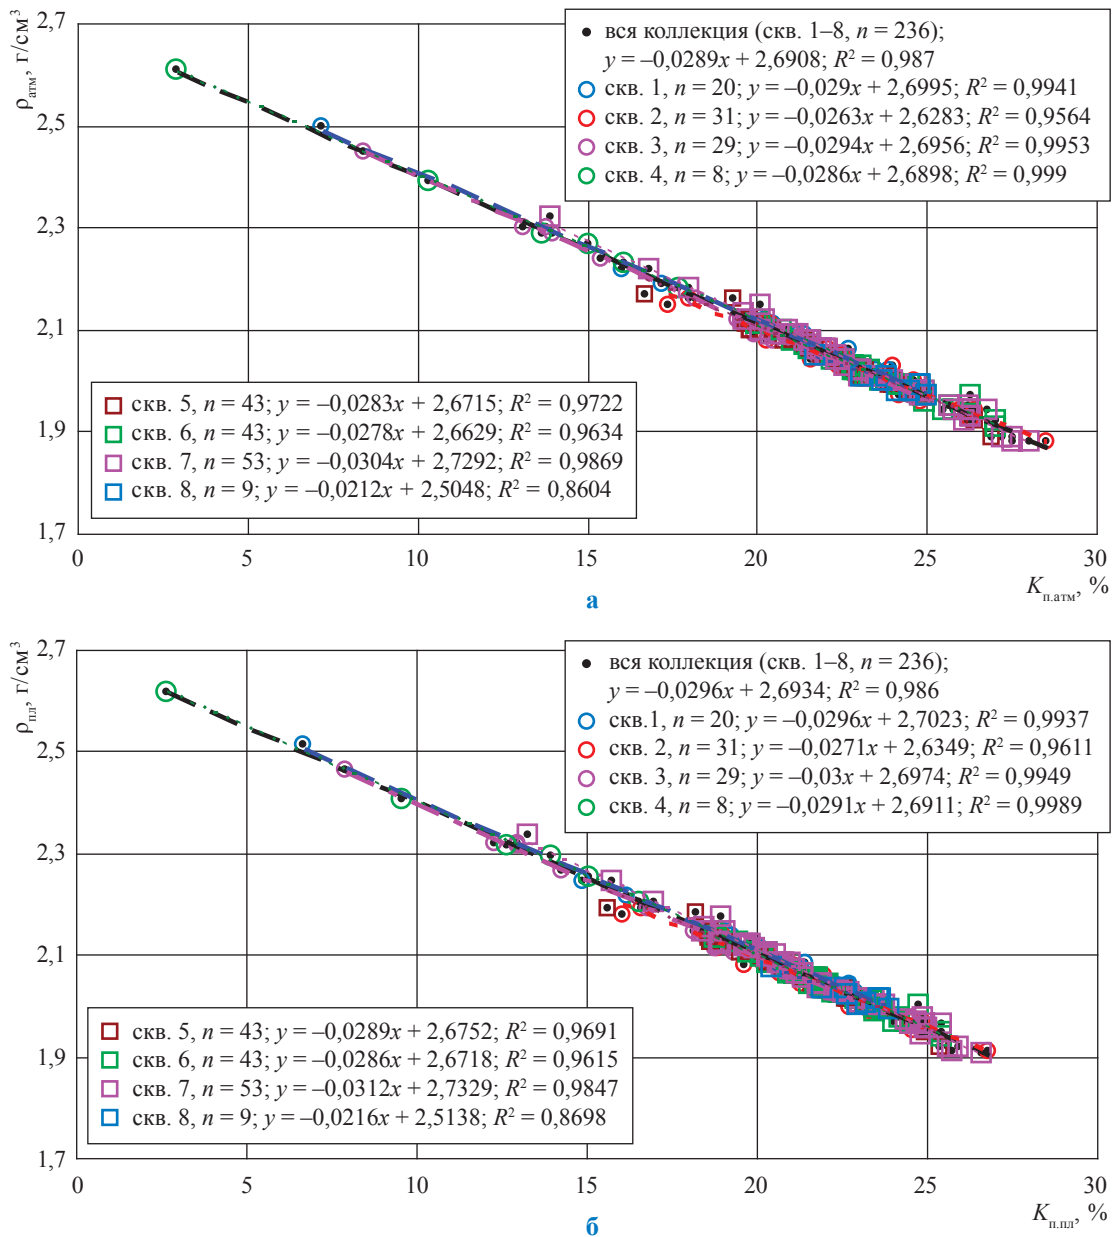 ρатм, г/см³
2,7
2,5
2,3
2,1
1,9
1,7
вся коллекция (скв. 1–8, n = 236);
y = –0,0289x + 2,6908; R² = 0,987
скв. 1, n = 20; y = –0,029x + 2,6995; R² = 0,9941
скв. 2, n = 31; y = –0,0263x + 2,6283; R² = 0,9564
скв. 3, n = 29; y = –0,0294x + 2,6956; R² = 0,9953
скв. 4, n = 8; y = –0,0286x + 2,6898; R² = 0,999
скв. 5, n = 43; y = –0,0283x + 2,6715; R² = 0,9722
скв. 6, n = 43; y = –0,0278x + 2,6629; R² = 0,9634
скв. 7, n = 53; y = –0,0304x + 2,7292; R² = 0,9869
скв. 8, n = 9; y = –0,0212x + 2,5048; R² = 0,8604
0 5 10 15 20 25 30
Kп.атм, %
а
ρпл, г/см³
2,7
2,5
2,3
2,1
1,9
1,7
вся коллекция (скв. 1–8, n = 236);
y = –0,0296x + 2,6934; R² = 0,986
скв.1, n = 20; y = –0,0296x + 2,7023; R² = 0,9937
скв. 2, n = 31; y = –0,0271x + 2,6349; R² = 0,9611
скв. 3, n = 29; y = –0,03x + 2,6974; R² = 0,9949
скв. 4, n = 8; y = –0,0291x + 2,6911; R² = 0,9989
скв. 5, n = 43; y = –0,0289x + 2,6752; R² = 0,9691
скв. 6, n = 43; y = –0,0286x + 2,6718; R² = 0,9615
скв. 7, n = 53; y = –0,0312x + 2,7329; R² = 0,9847
скв. 8, n = 9; y = –0,0216x + 2,5138; R² = 0,8698
0 5 10 15 20 25 30
Kп.пл, %
б